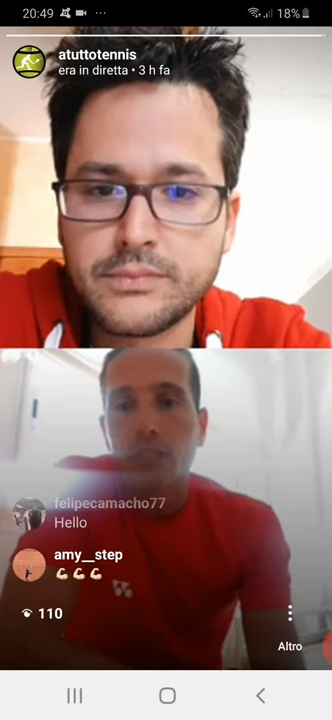 20:49
18%
atuttotennis
era in diretta • 3 h fa
felipecamacho77
Hello
amy__step
💪🏻💪🏻💪🏻
110
Altro